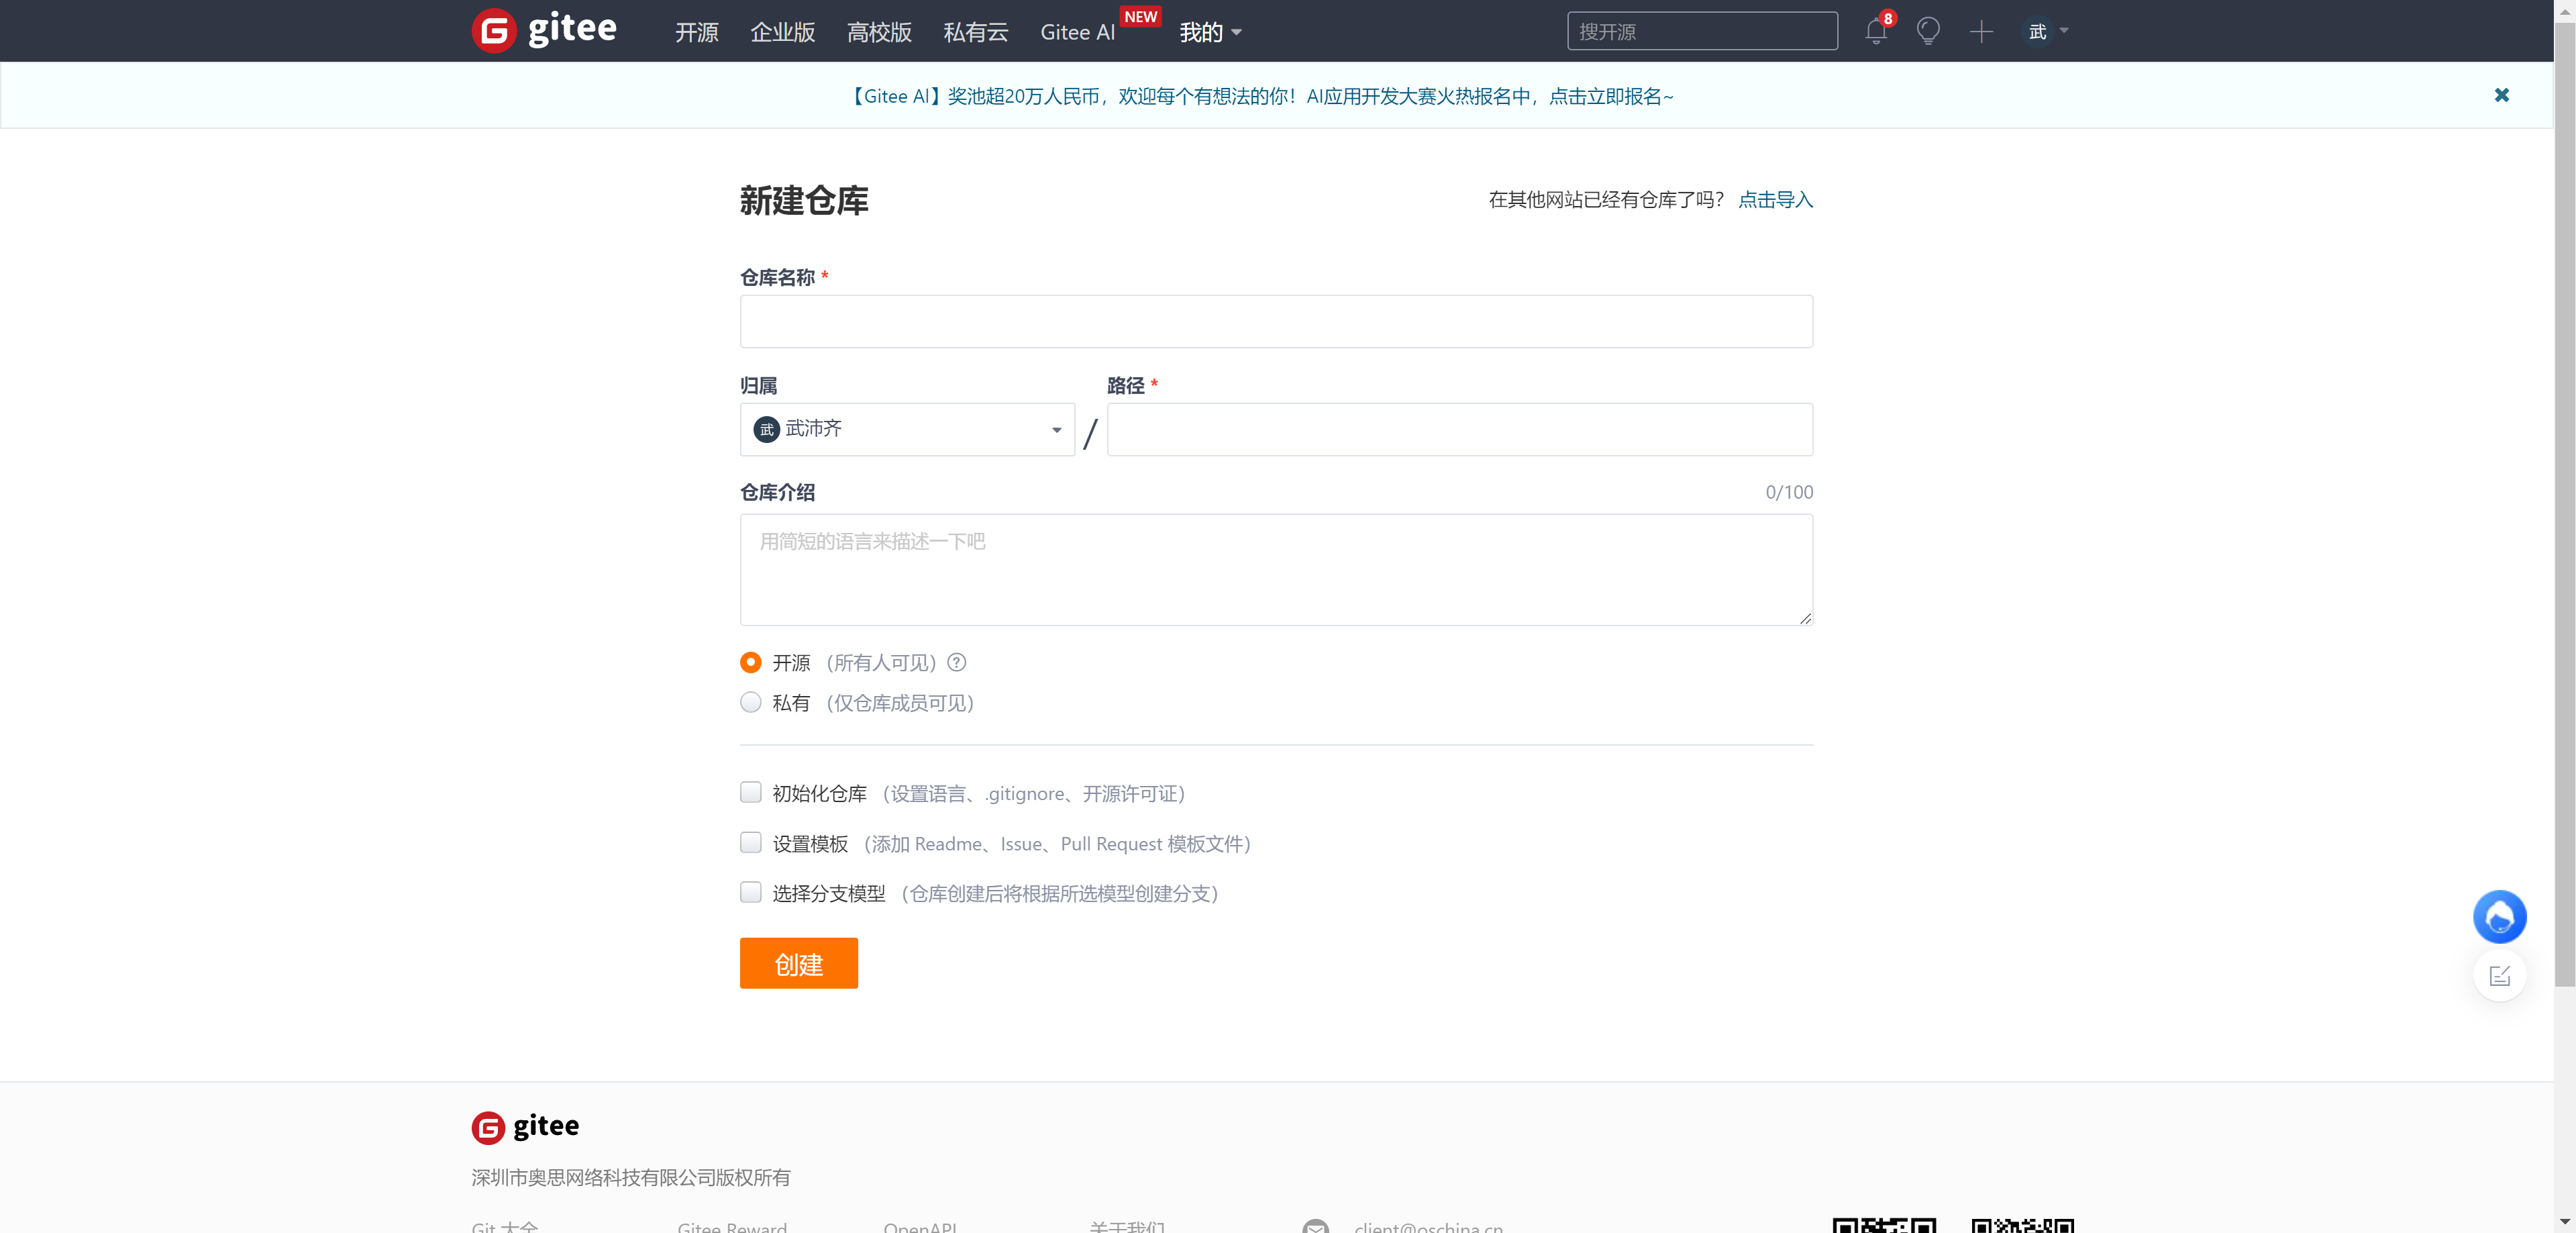 gitee 开源 企业版 高校版 私有云 Gitee AI NEW 我的 搜开源 8 武
【Gitee AI】奖池超20万人民币，欢迎每个有想法的你！AI应用开发大赛火热报名中，点击立即报名~
新建仓库 在其他网站已经有仓库了吗？ 点击导入
仓库名称 *
归属 路径 *
武 武沛齐 /
仓库介绍 0/100
用简短的语言来描述一下吧
开源 （所有人可见） ?
私有 （仅仓库成员可见）
初始化仓库 （设置语言、.gitignore、开源许可证）
设置模板 （添加 Readme、Issue、Pull Request 模板文件）
选择分支模型 （仓库创建后将根据所选模型创建分支）
创建
gitee
深圳市奥思网络科技有限公司版权所有
Git 大全 Gitee Reward OpenAPI 关于我们 client@oschina.cn